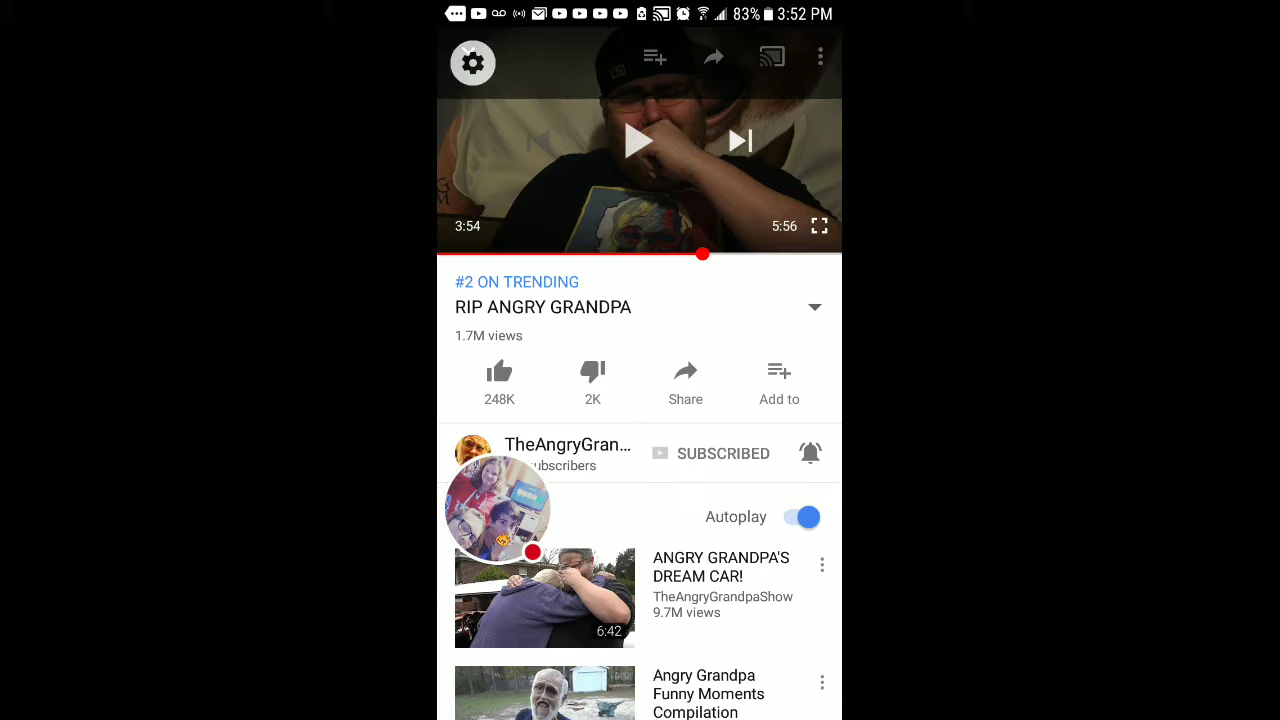 83% 3:52 PM
3:54 5:56
#2 ON TRENDING
RIP ANGRY GRANDPA
1.7M views
248K 2K Share Add to
TheAngryGran...
subscribers
SUBSCRIBED
Autoplay
ANGRY GRANDPA'S
DREAM CAR!
TheAngryGrandpaShow
9.7M views
6:42
Angry Grandpa
Funny Moments
Compilation